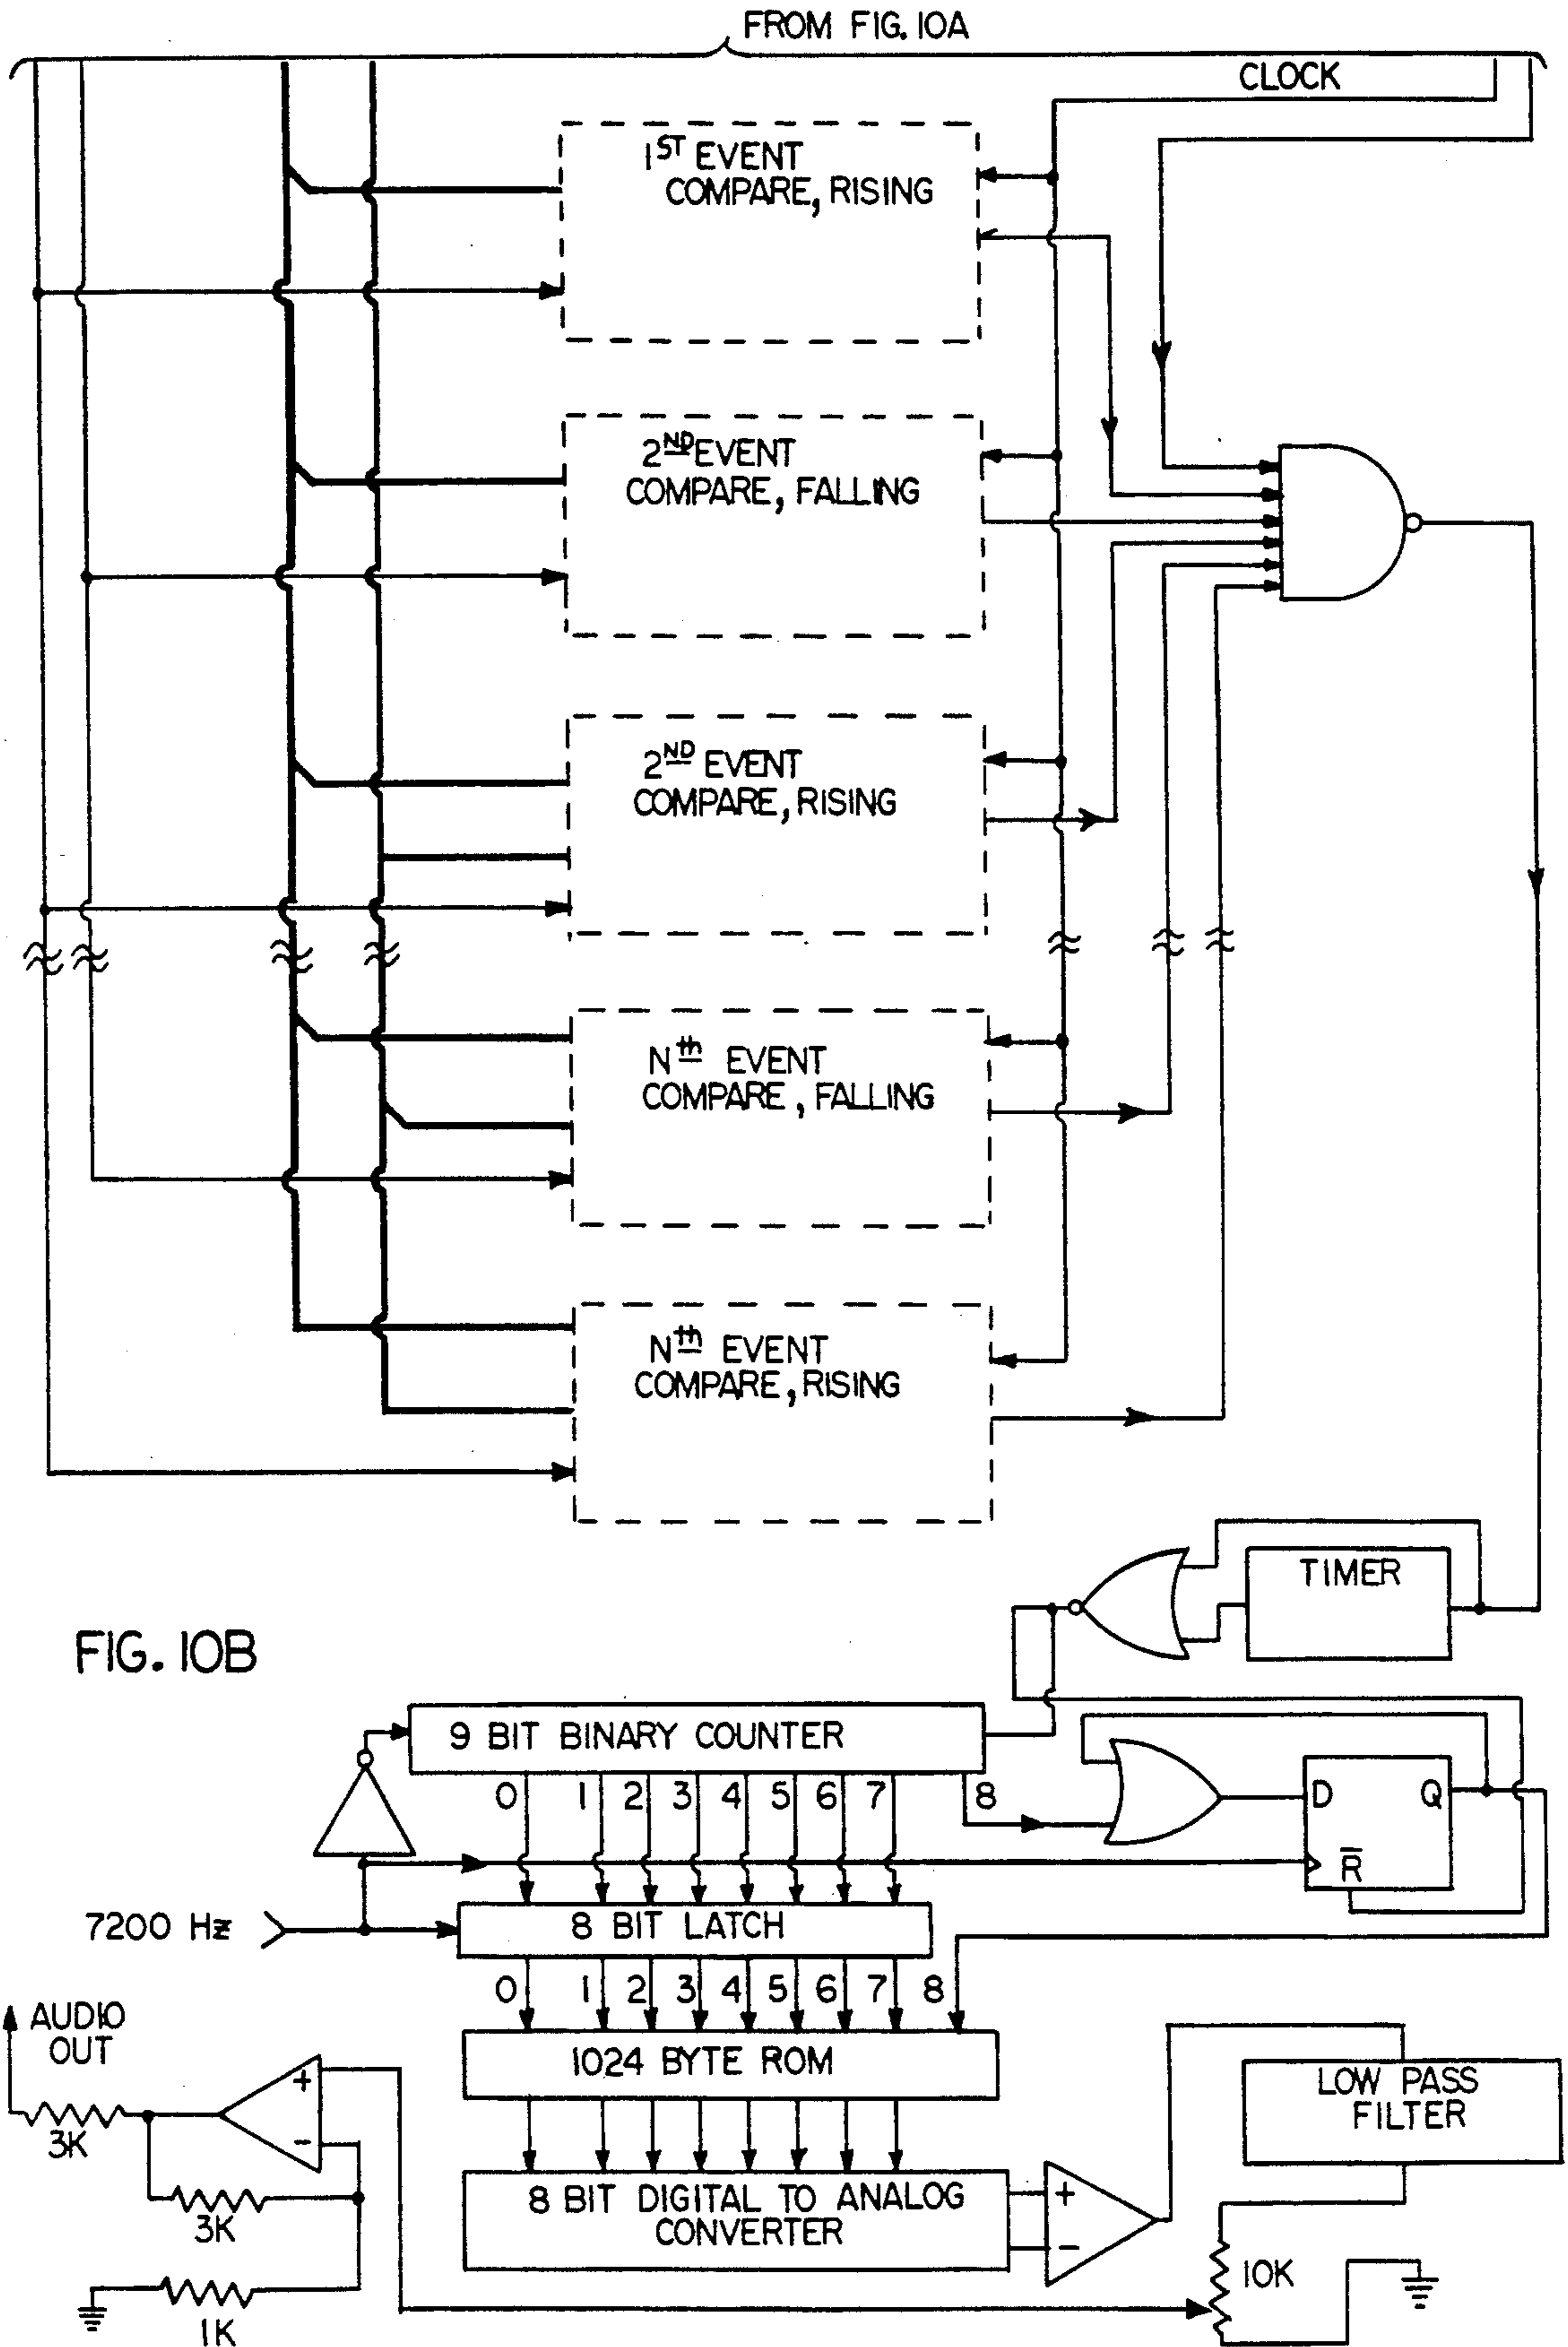 FROM FIG. 10A
CLOCK
1ST EVENT
COMPARE, RISING
2ND EVENT
COMPARE, FALLING
2ND EVENT
COMPARE, RISING
Nth EVENT
COMPARE, FALLING
Nth EVENT
COMPARE, RISING
TIMER
FIG. 10B
9 BIT BINARY COUNTER
0 1 2 3 4 5 6 7 8
D Q
R̅
7200 Hz
8 BIT LATCH
0 1 2 3 4 5 6 7 8
AUDIO
OUT
1024 BYTE ROM
LOW PASS
FILTER
+
−
3K
8 BIT DIGITAL TO ANALOG
CONVERTER
+
−
3K
10K
1K